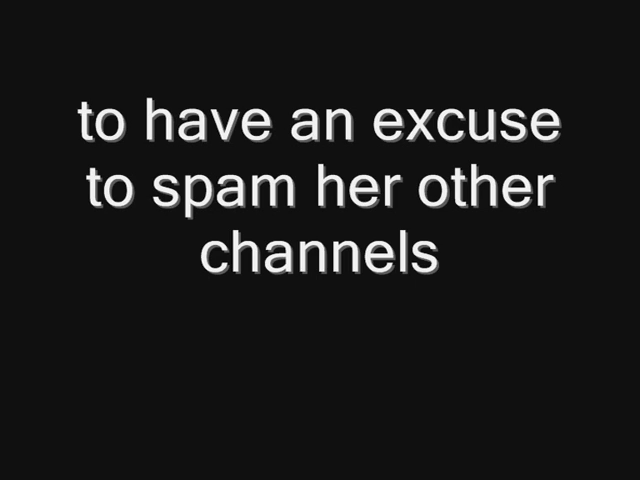 to have an excuse
to spam her other
channels